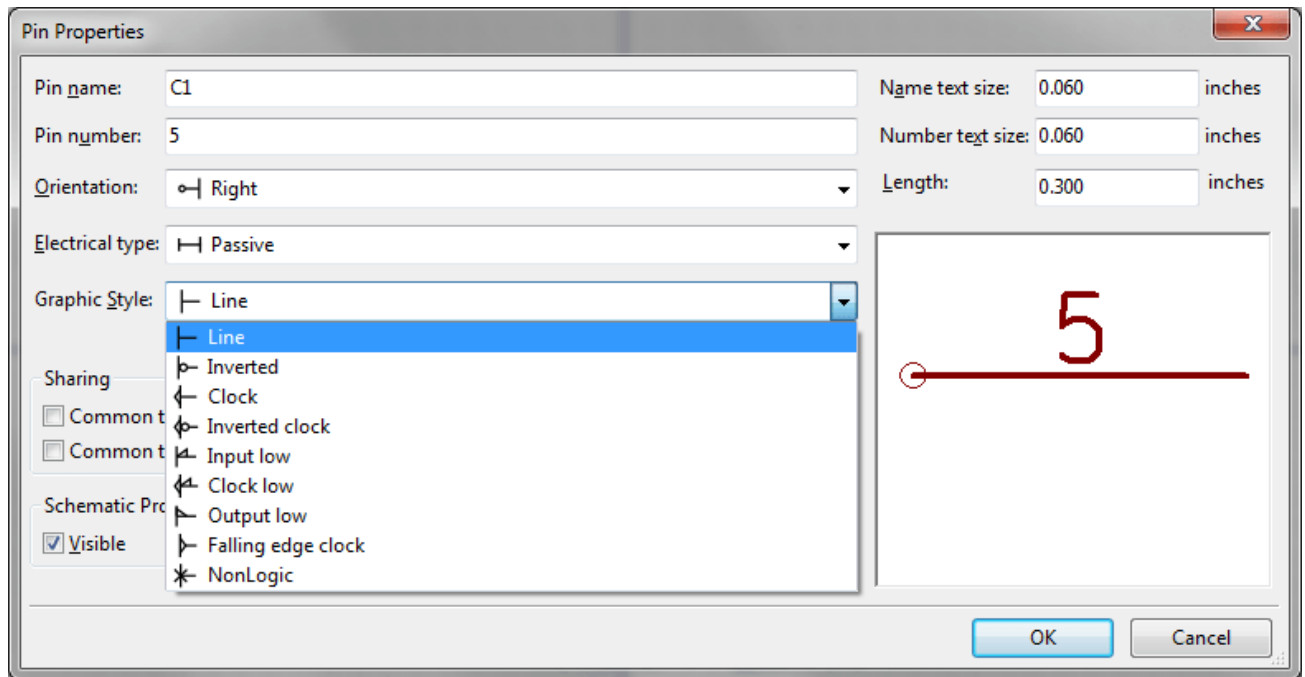 Pin Properties
Pin name: C1
Pin number: 5
Orientation: Right
Electrical type: Passive
Graphic Style: Line
Line
Inverted
Clock
Inverted clock
Input low
Clock low
Output low
Falling edge clock
NonLogic
Sharing
Common t
Common t
Schematic Pro
Visible
Name text size: 0.060 inches
Number text size: 0.060 inches
Length: 0.300 inches
5
OK Cancel